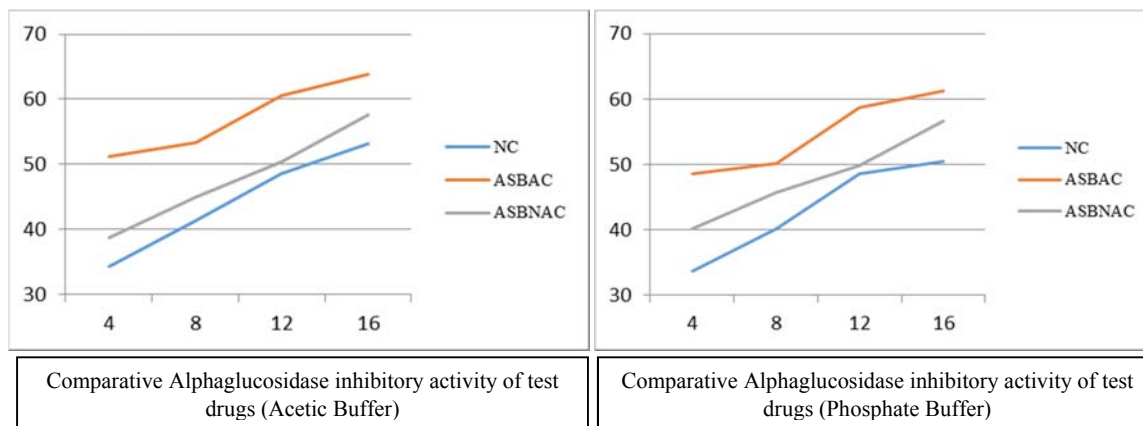 70
60
50
40
30
4 8 12 16
NC
ASBAC
ASBNAC
Comparative Alphaglucosidase inhibitory activity of test
drugs (Acetic Buffer)
70
60
50
40
30
4 8 12 16
NC
ASBAC
ASBNAC
Comparative Alphaglucosidase inhibitory activity of test
drugs (Phosphate Buffer)